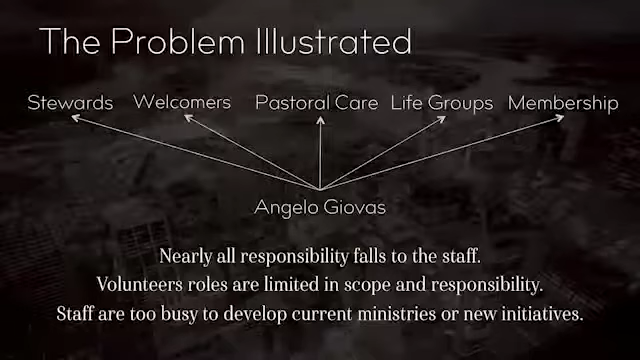 The Problem Illustrated
Stewards Welcomers Pastoral Care Life Groups Membership
Angelo Giovas
Nearly all responsibility falls to the staff.
Volunteers roles are limited in scope and responsibility.
Staff are too busy to develop current ministries or new initiatives.